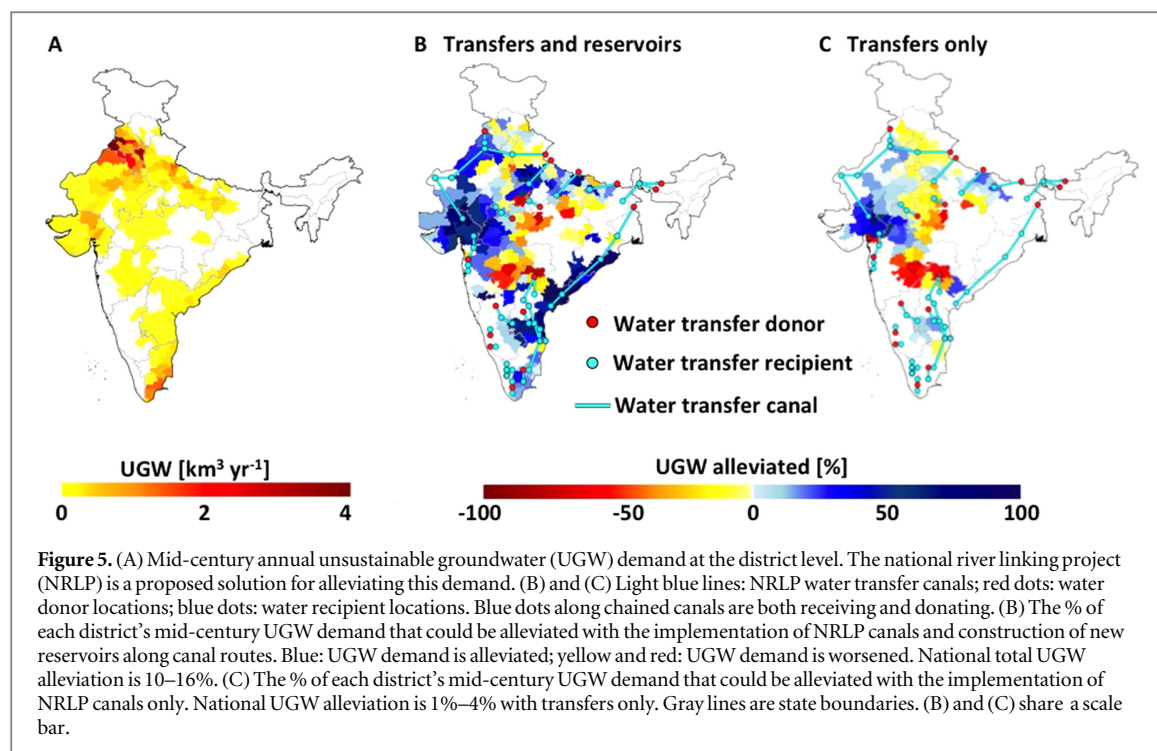 A
B Transfers and reservoirs
C Transfers only
Water transfer donor
Water transfer recipient
Water transfer canal
UGW [km³ yr⁻¹]
0 2 4
UGW alleviated [%]
-100 -50 0 50 100
Figure 5. (A) Mid-century annual unsustainable groundwater (UGW) demand at the district level. The national river linking project
(NRLP) is a proposed solution for alleviating this demand. (B) and (C) Light blue lines: NRLP water transfer canals; red dots: water
donor locations; blue dots: water recipient locations. Blue dots along chained canals are both receiving and donating. (B) The % of
each district's mid-century UGW demand that could be alleviated with the implementation of NRLP canals and construction of new
reservoirs along canal routes. Blue: UGW demand is alleviated; yellow and red: UGW demand is worsened. National total UGW
alleviation is 10–16%. (C) The % of each district's mid-century UGW demand that could be alleviated with the implementation of
NRLP canals only. National UGW alleviation is 1%–4% with transfers only. Gray lines are state boundaries. (B) and (C) share a scale
bar.